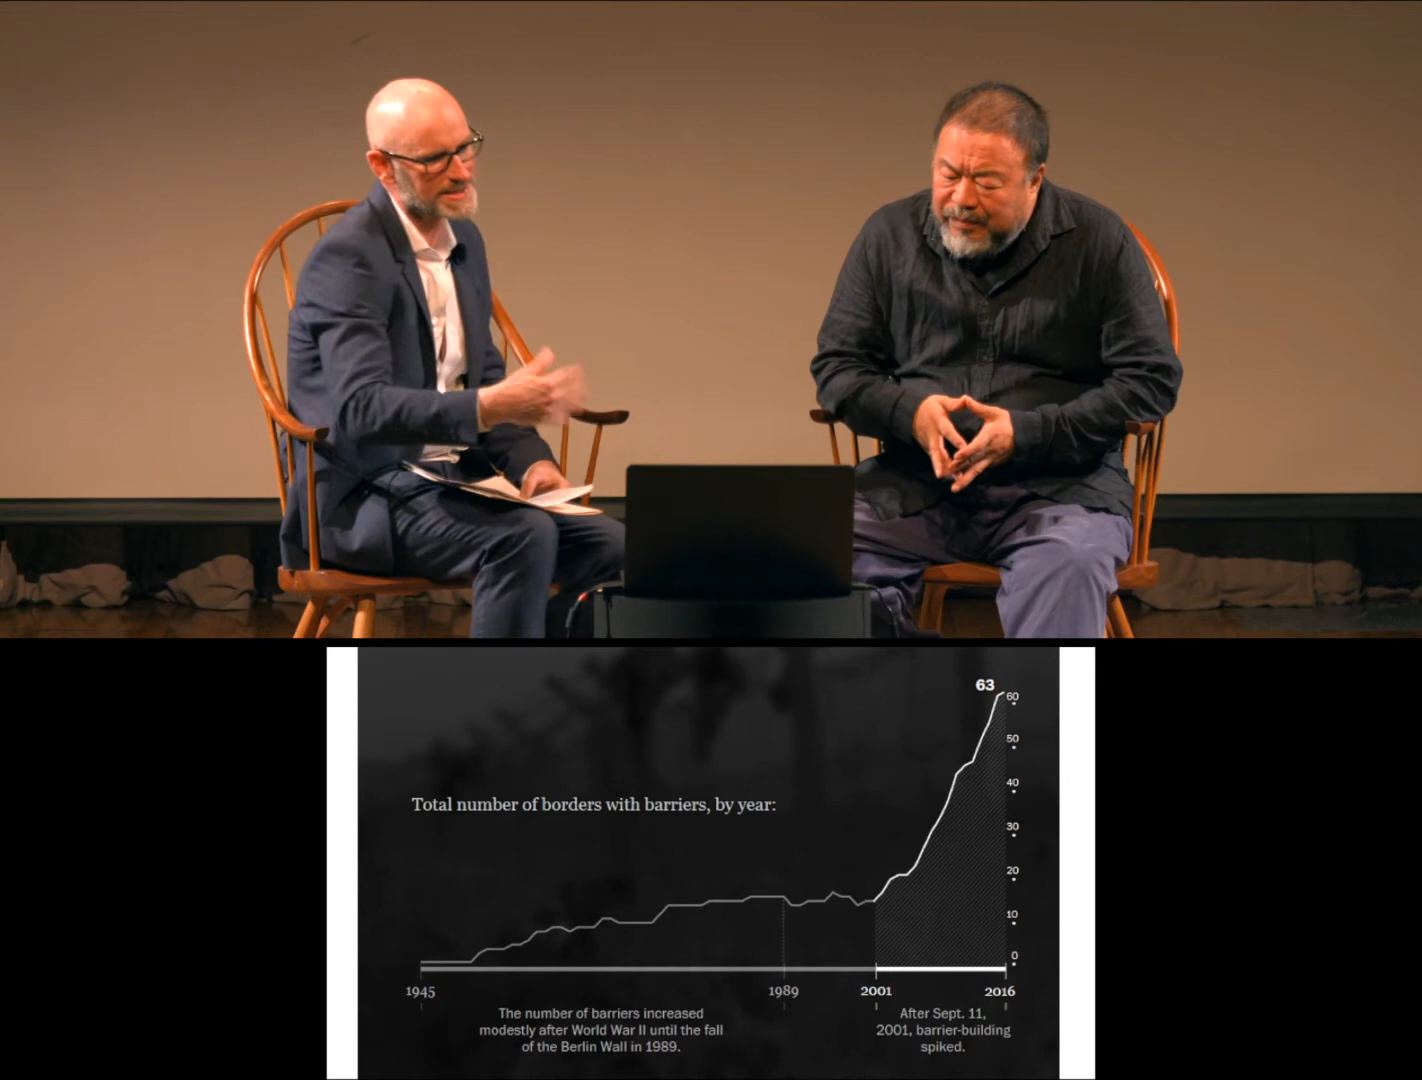 63
60
50
40
30
20
10
0
Total number of borders with barriers, by year:
1945
1989
2001
2016
The number of barriers increased
modestly after World War II until the fall
of the Berlin Wall in 1989.
After Sept. 11,
2001, barrier-building
spiked.